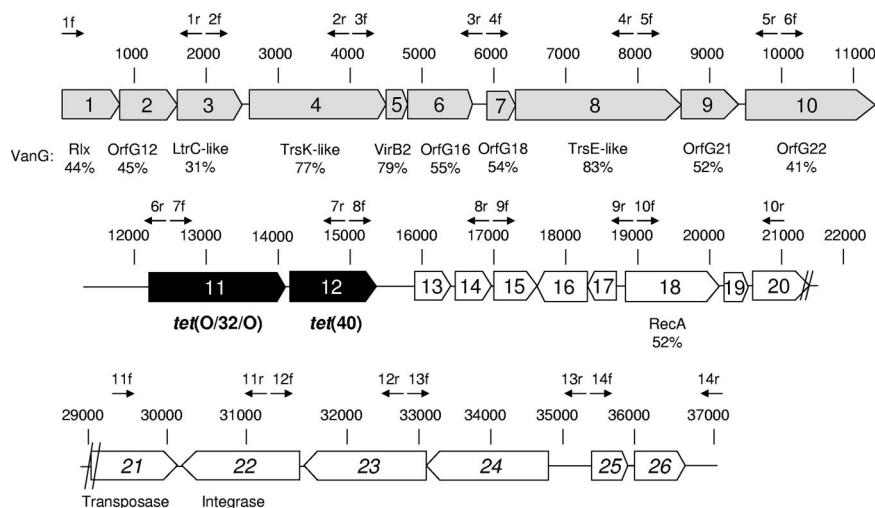 1f 1r 2f 2r 3f 3r 4f 4r 5f 5r 6f
1000 2000 3000 4000 5000 6000 7000 8000 9000 10000 11000
1 2 3 4 5 6 7 8 9 10
VanG: Rlx OrfG12 LtrC-like TrsK-like VirB2 OrfG16 OrfG18 TrsE-like OrfG21 OrfG22
44% 45% 31% 77% 79% 55% 54% 83% 52% 41%
6r 7f 7r 8f 8r 9f 9r 10f 10r
12000 13000 14000 15000 16000 17000 18000 19000 20000 21000 22000
11 12 13 14 15 16 17 18 19 20
tet(O/32/O) tet(40) RecA
52%
11f 11r 12f 12r 13f 13r 14f 14r
29000 30000 31000 32000 33000 34000 35000 36000 37000
21 22 23 24 25 26
Transposase Integrase